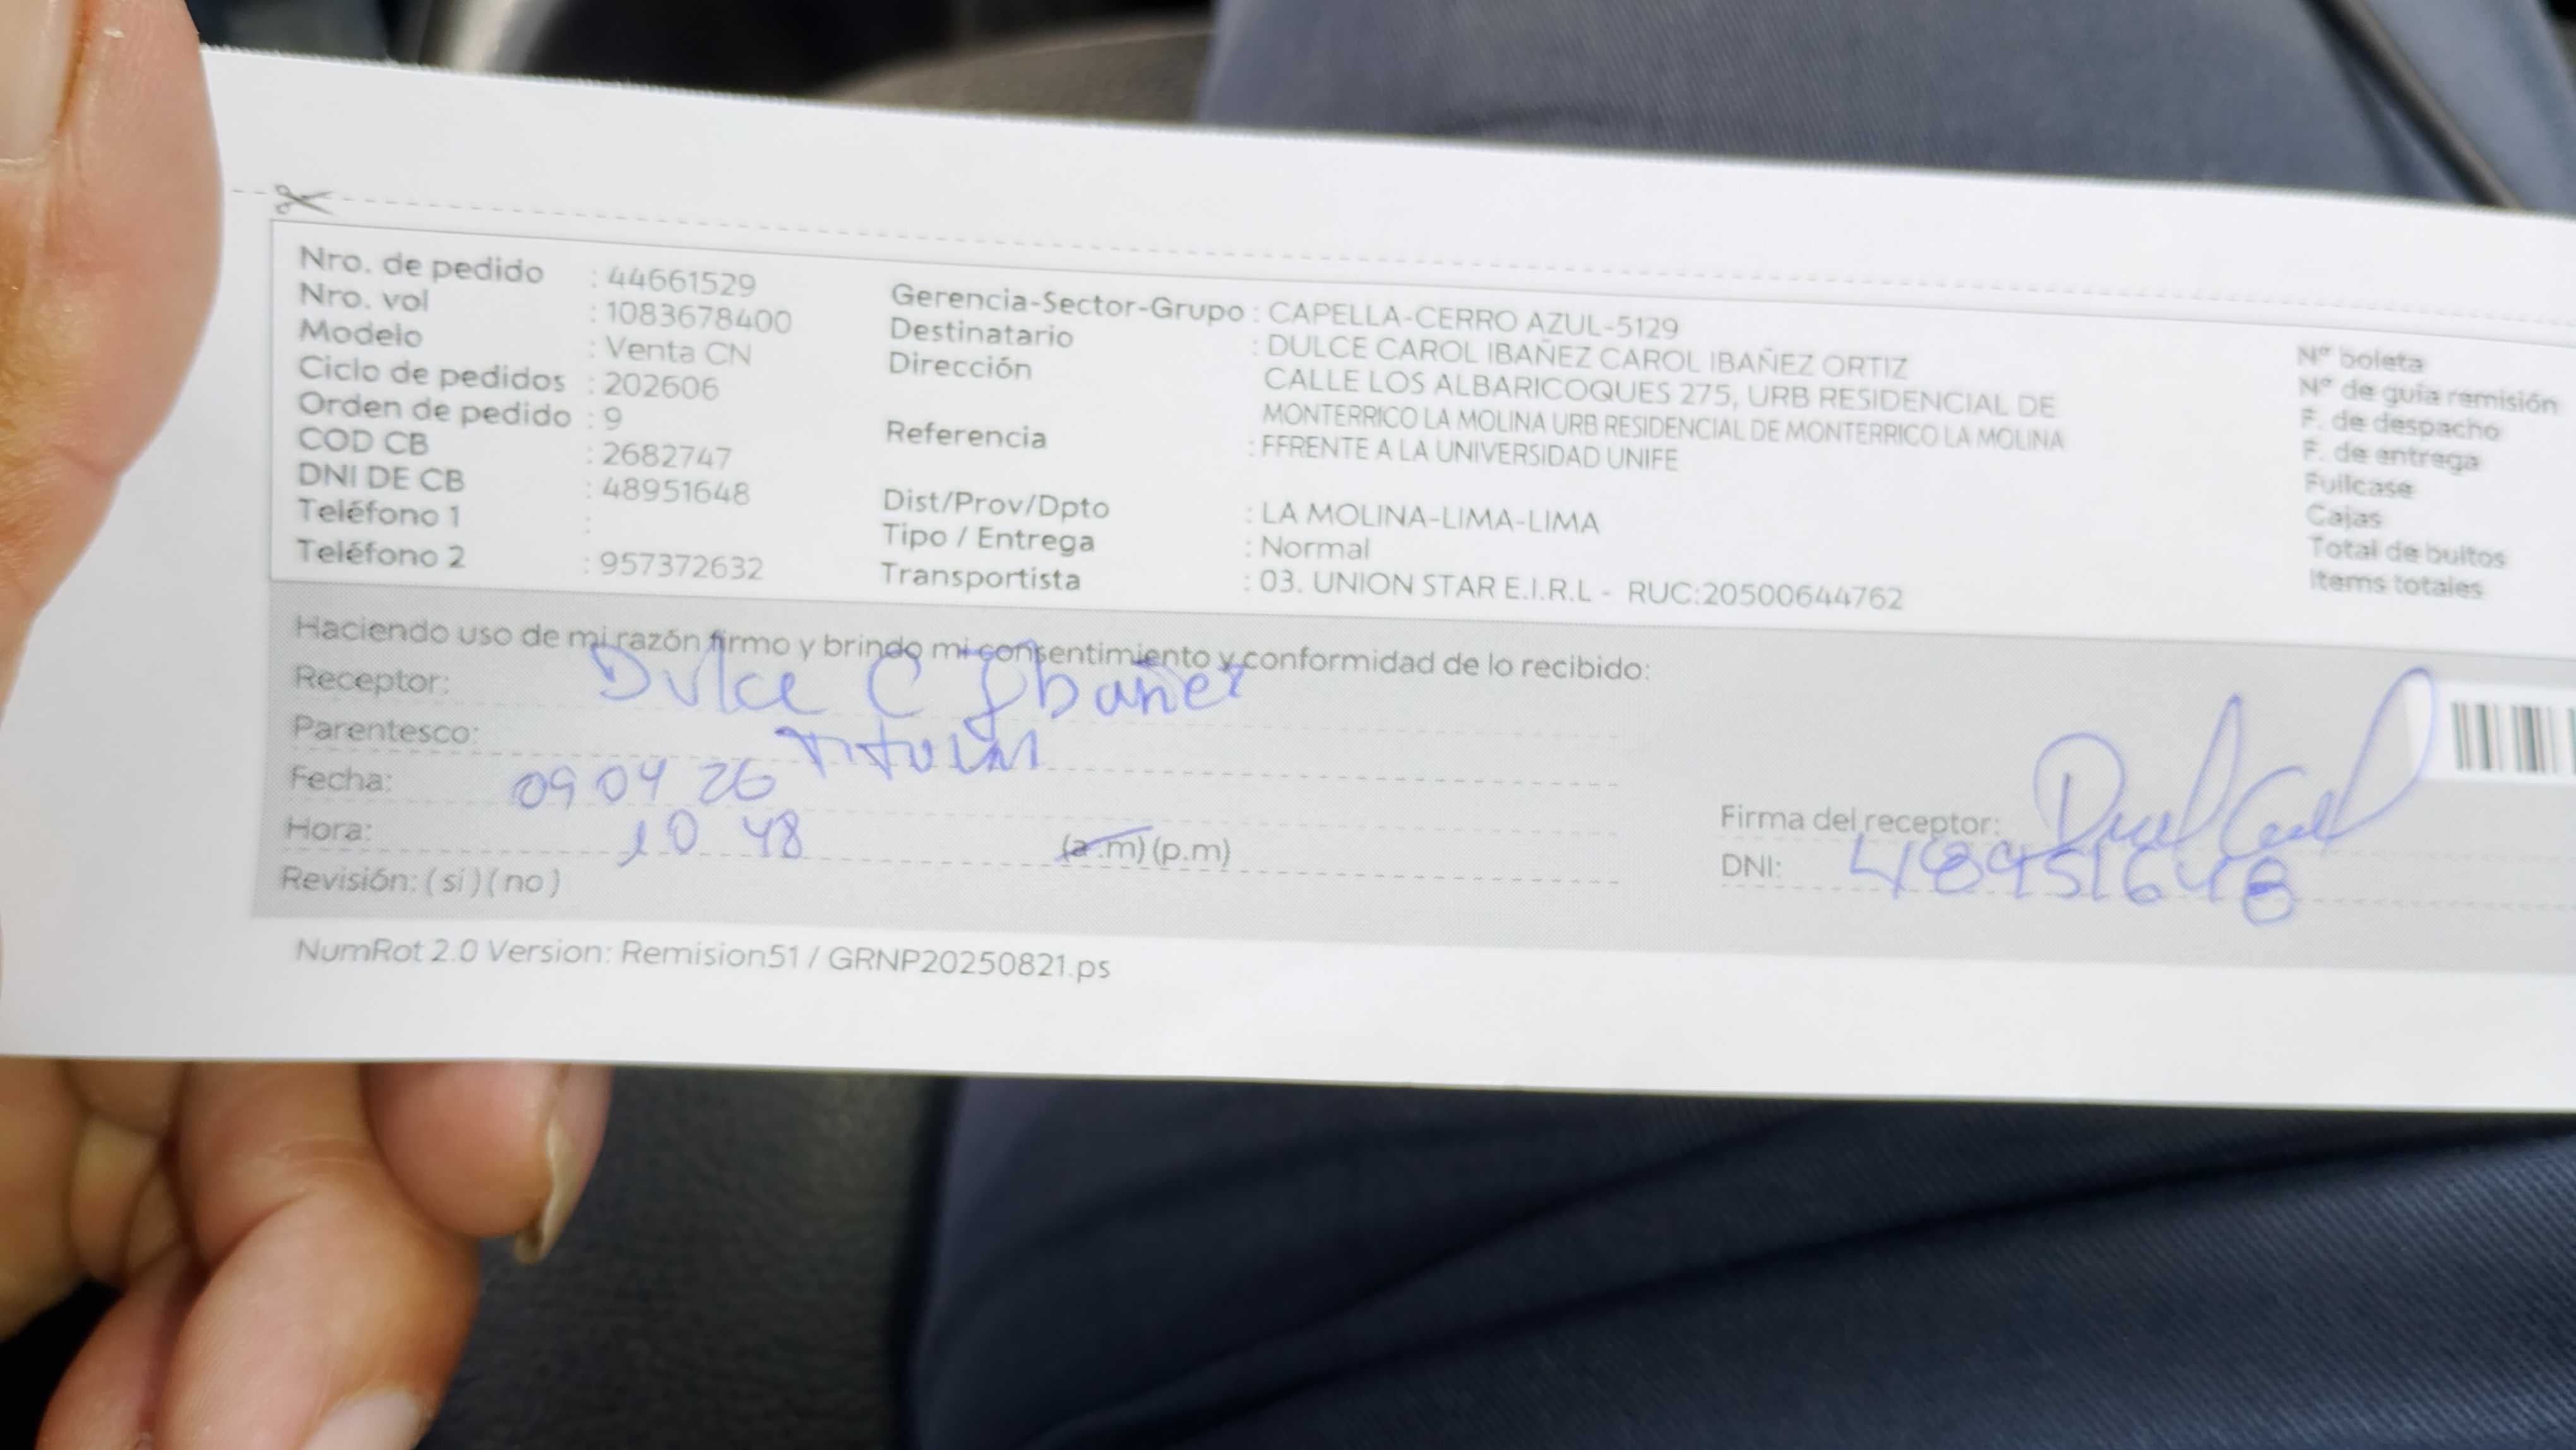 Nro. de pedido : 44661529
Nro. vol : 1083678400
Modelo : Venta CN
Ciclo de pedidos : 202606
Orden de pedido : 9
COD CB : 2682747
DNI DE CB : 48951648
Teléfono 1 :
Teléfono 2 : 957372632
Gerencia-Sector-Grupo : CAPELLA-CERRO AZUL-5129
Destinatario : DULCE CAROL IBAÑEZ CAROL IBAÑEZ ORTIZ
Dirección CALLE LOS ALBARICOQUES 275, URB RESIDENCIAL DE
MONTERRICO LA MOLINA URB RESIDENCIAL DE MONTERRICO LA MOLINA
Referencia : FFRENTE A LA UNIVERSIDAD UNIFE
Dist/Prov/Dpto : LA MOLINA-LIMA-LIMA
Tipo / Entrega : Normal
Transportista : 03. UNION STAR E.I.R.L - RUC:20500644762
Nº boleta
Nº de guía remisión
F. de despacho
F. de entrega
Fullcase
Cajas
Total de bultos
Items totales
Haciendo uso de mi razón firmo y brindo mi consentimiento y conformidad de lo recibido:
Receptor: Dulce C Ibañez
Parentesco: Titular
Fecha: 09 04 26
Hora: 10 48 (a.m) (p.m)
Revisión: ( si ) ( no )
Firma del receptor:
DNI: 48951648
NumRot 2.0 Version: Remision51 / GRNP20250821.ps